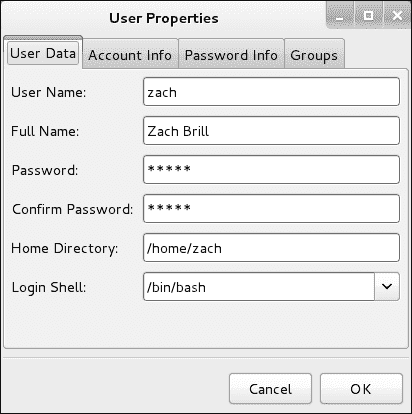 User Properties
User Data Account Info Password Info Groups
User Name: zach
Full Name: Zach Brill
Password: *****
Confirm Password: *****
Home Directory: /home/zach
Login Shell: /bin/bash
Cancel OK